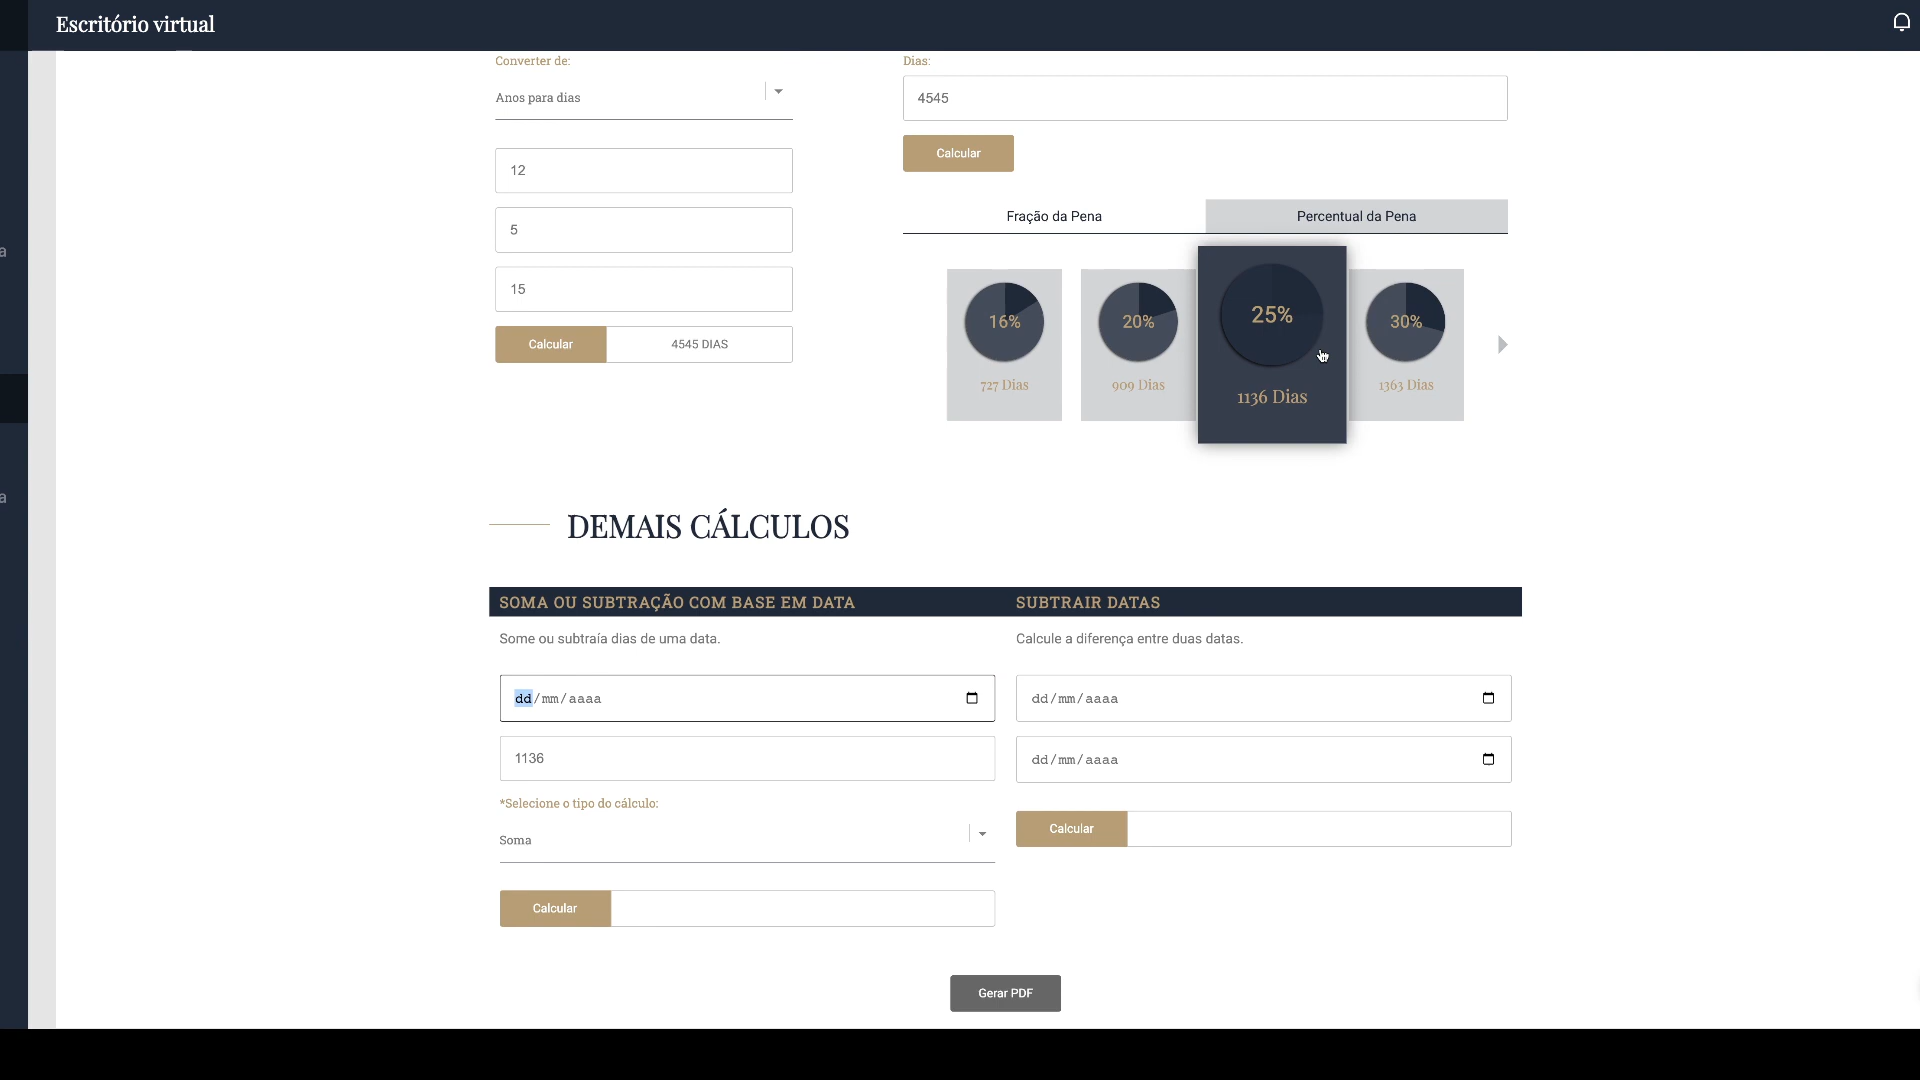 Escritório virtual
Converter de:
Anos para dias
12
5
15
Calcular
4545 DIAS
Dias:
4545
Calcular
Fração da Pena
Percentual da Pena
16%
727 Dias
20%
909 Dias
25%
1136 Dias
30%
1363 Dias
DEMAIS CÁLCULOS
SOMA OU SUBTRAÇÃO COM BASE EM DATA
Some ou subtraía dias de uma data.
dd/mm/aaaa
1136
*Selecione o tipo do cálculo:
Soma
Calcular
SUBTRAIR DATAS
Calcule a diferença entre duas datas.
dd/mm/aaaa
dd/mm/aaaa
Calcular
Gerar PDF
a
a